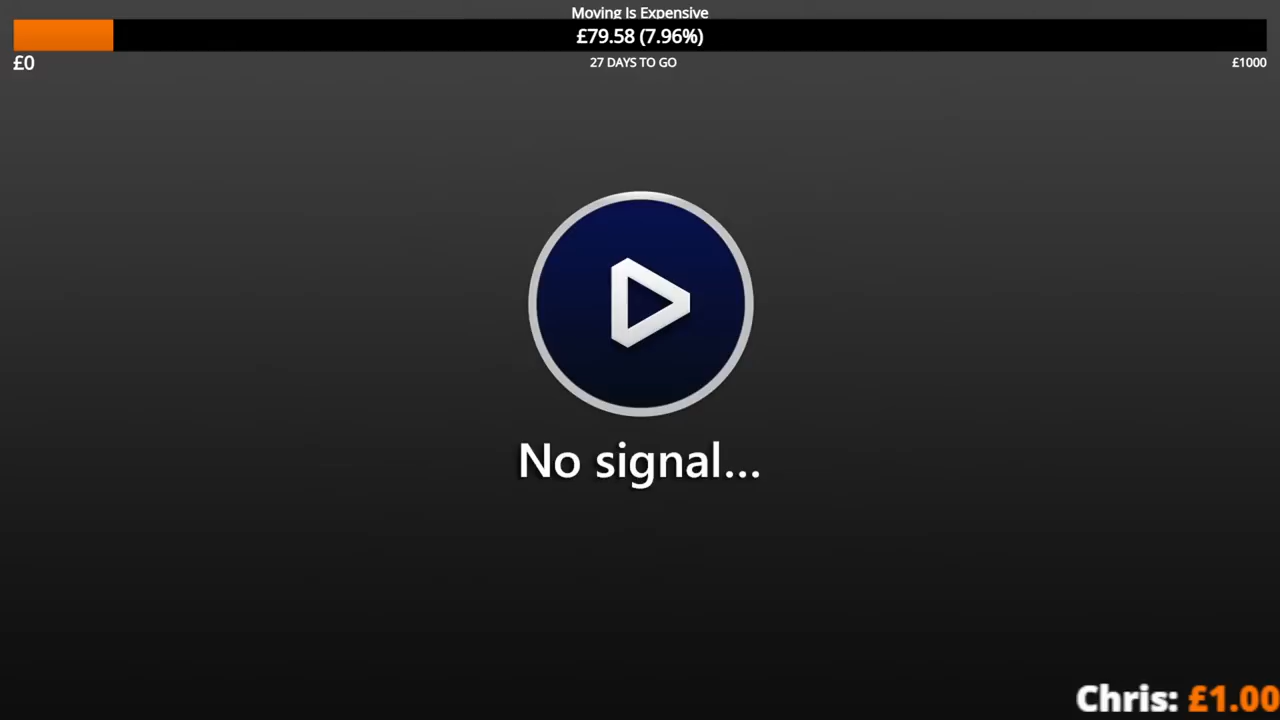 Moving Is Expensive
£79.58 (7.96%)
£0
27 DAYS TO GO
£1000
No signal...
Chris: £1.00